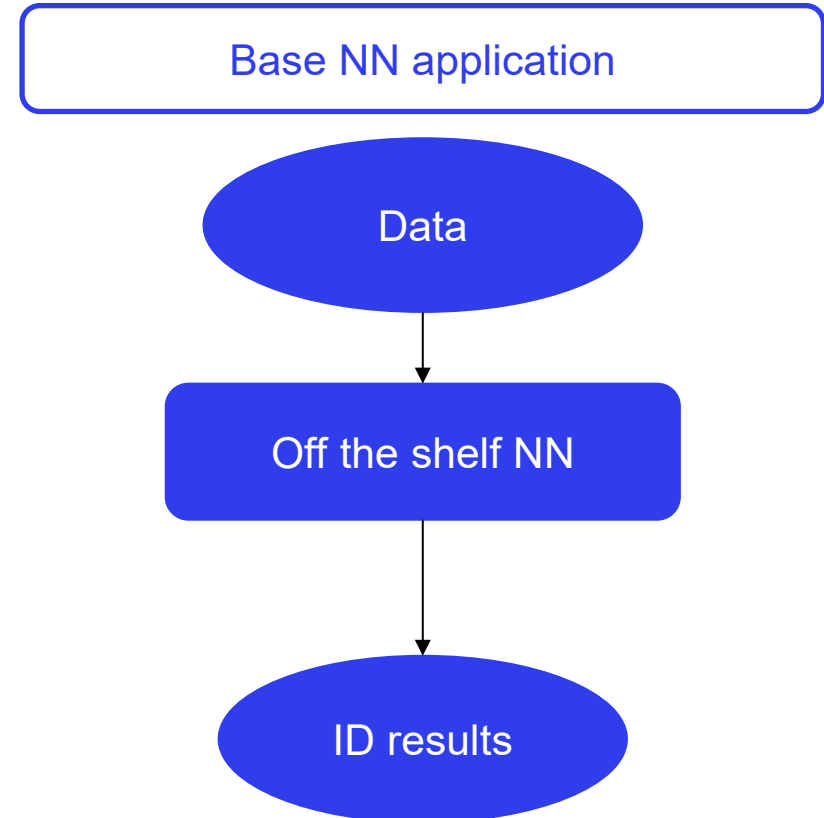 Base NN application
Data
Off the shelf NN
ID results